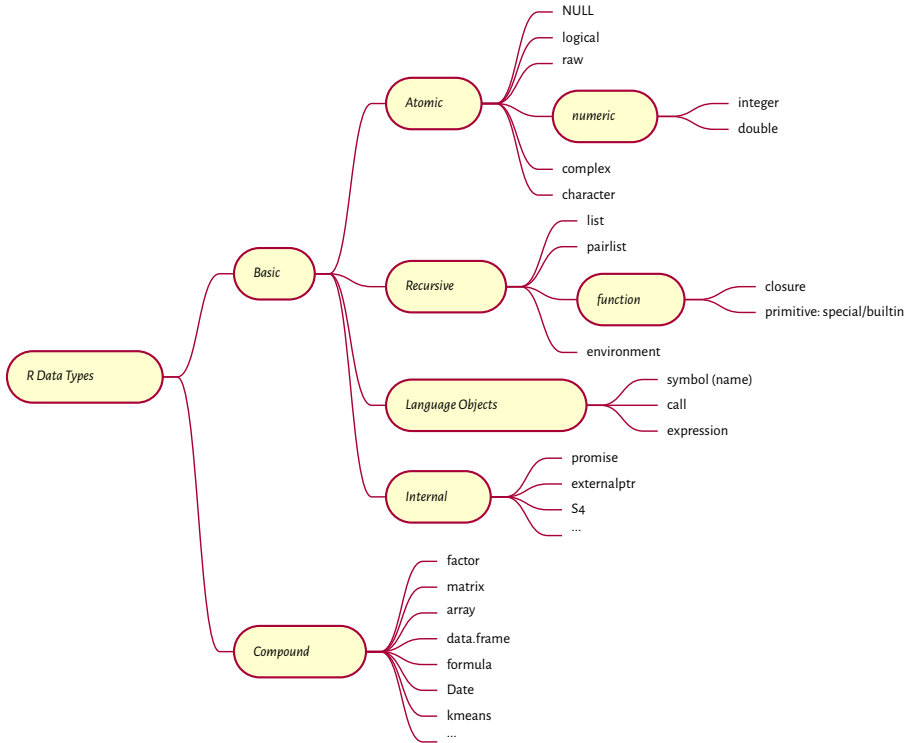 R Data Types
Basic
Atomic
NULL
logical
raw
numeric
integer
double
complex
character
Recursive
list
pairlist
function
closure
primitive: special/builtin
environment
Language Objects
symbol (name)
call
expression
Internal
promise
externalptr
S4
...
Compound
factor
matrix
array
data.frame
formula
Date
kmeans
...